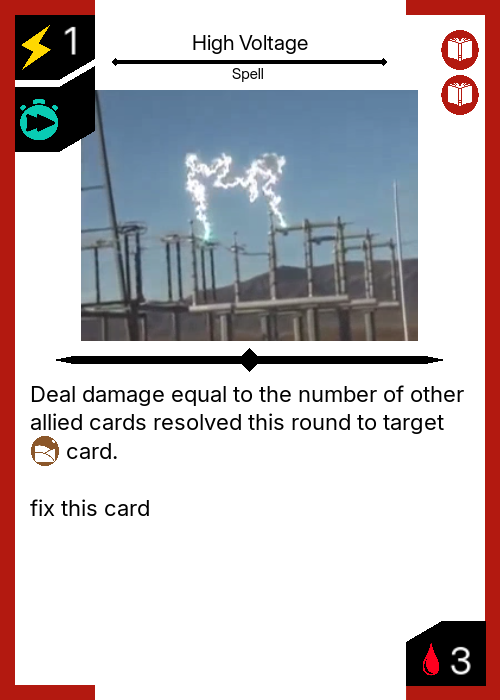 1
High Voltage
Spell
Deal damage equal to the number of other
allied cards resolved this round to target
card.
fix this card
3